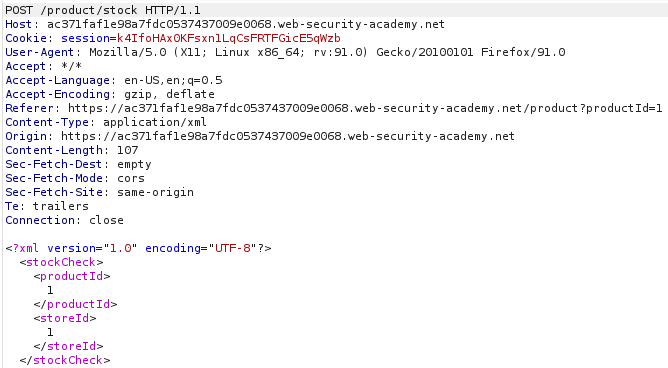 POST /product/stock HTTP/1.1
Host: ac371faf1e98a7fdc0537437009e0068.web-security-academy.net
Cookie: session=k4IfoHAxOKFsxn1LqCsFRTFGicE5qWzb
User-Agent: Mozilla/5.0 (X11; Linux x86_64; rv:91.0) Gecko/20100101 Firefox/91.0
Accept: */*
Accept-Language: en-US,en;q=0.5
Accept-Encoding: gzip, deflate
Referer: https://ac371faf1e98a7fdc0537437009e0068.web-security-academy.net/product?productId=1
Content-Type: application/xml
Origin: https://ac371faf1e98a7fdc0537437009e0068.web-security-academy.net
Content-Length: 107
Sec-Fetch-Dest: empty
Sec-Fetch-Mode: cors
Sec-Fetch-Site: same-origin
Te: trailers
Connection: close
<?xml version="1.0" encoding="UTF-8"?>
<stockCheck>
<productId>
1
</productId>
<storeId>
1
</storeId>
</stockCheck>